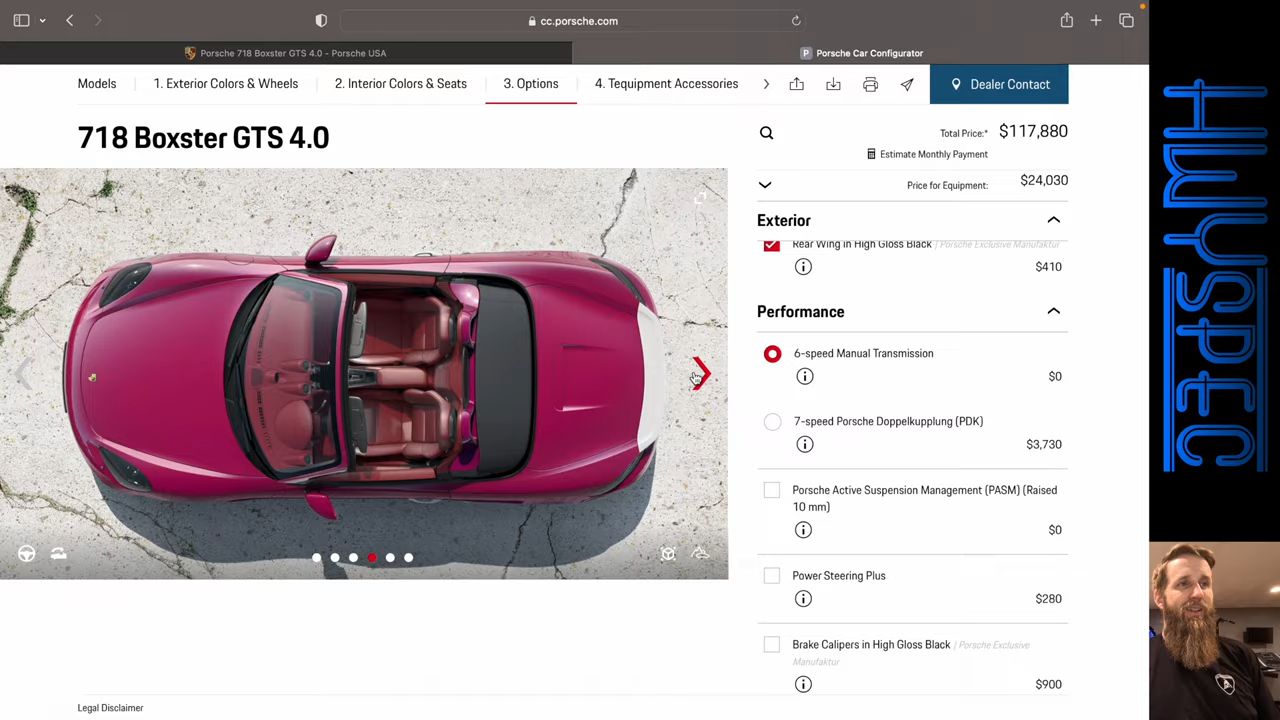 cc.porsche.com
Porsche 718 Boxster GTS 4.0 - Porsche USA
P Porsche Car Configurator
Models
1. Exterior Colors & Wheels
2. Interior Colors & Seats
3. Options
4. Tequipment Accessories
Dealer Contact
718 Boxster GTS 4.0
Total Price:* $117,880
Estimate Monthly Payment
Price for Equipment: $24,030
Exterior
Rear Wing in High Gloss Black | Porsche Exclusive Manufaktur
$410
Performance
6-speed Manual Transmission
$0
7-speed Porsche Doppelkupplung (PDK)
$3,730
Porsche Active Suspension Management (PASM) (Raised
10 mm)
$0
Power Steering Plus
$280
Brake Calipers in High Gloss Black | Porsche Exclusive
Manufaktur
$900
Legal Disclaimer
HWYSPEC